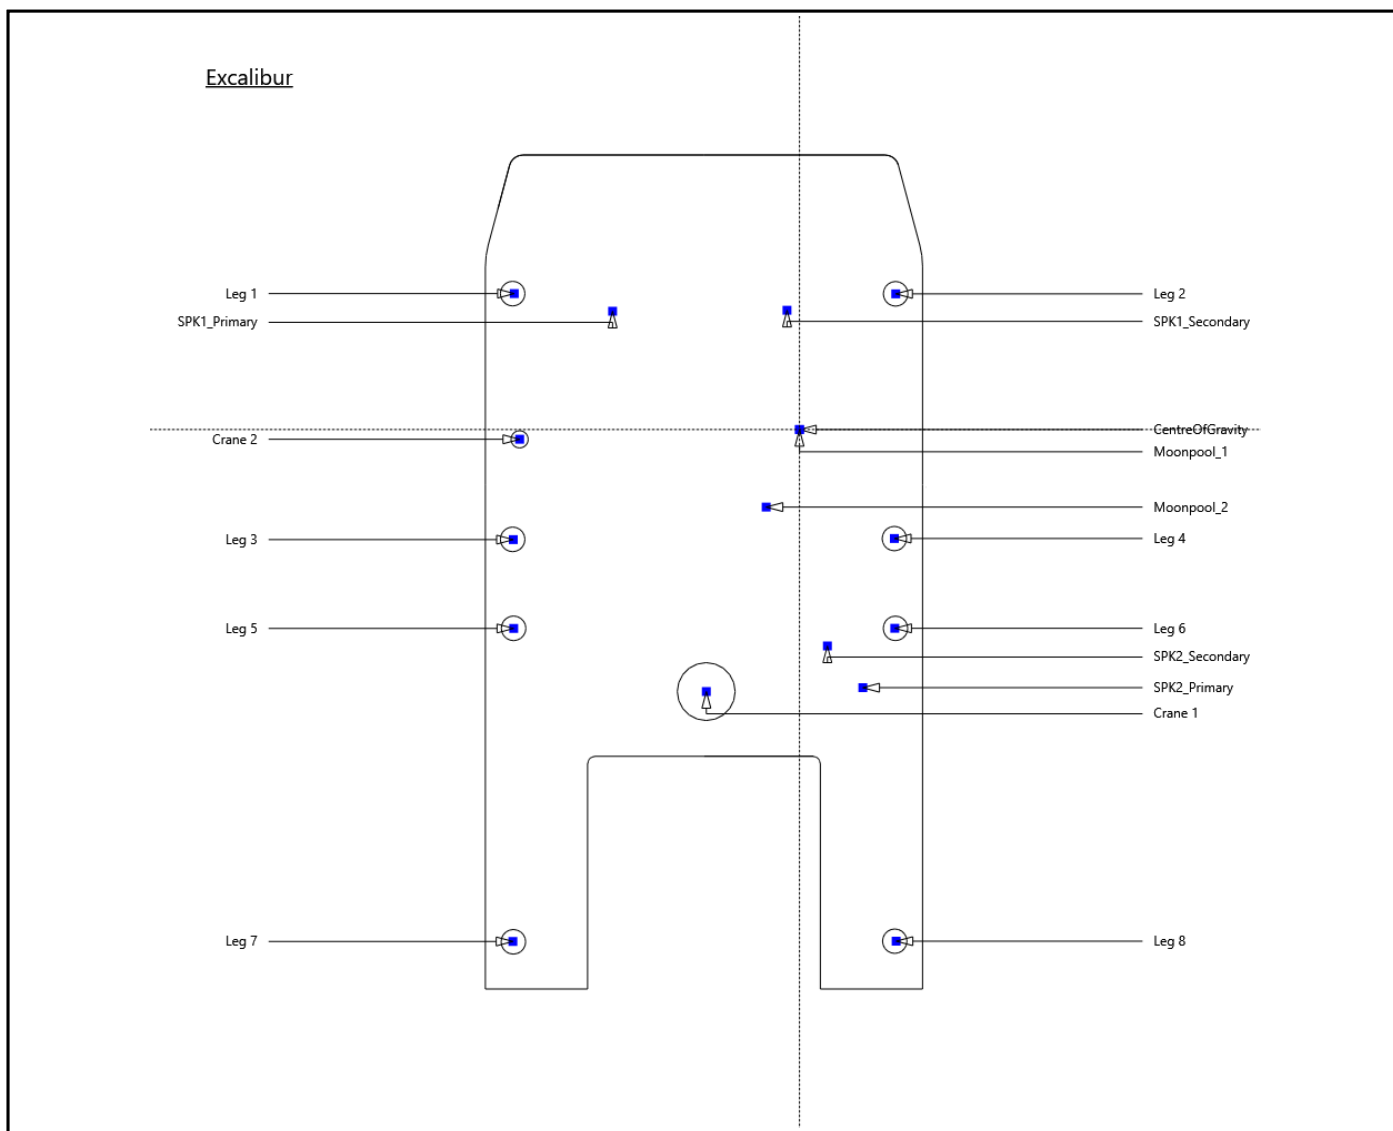 Excalibur
Leg 1
Leg 2
SPK1_Primary
SPK1_Secondary
CentreOfGravity
Crane 2
Moonpool_1
Moonpool_2
Leg 3
Leg 4
Leg 5
Leg 6
SPK2_Secondary
SPK2_Primary
Crane 1
Leg 7
Leg 8